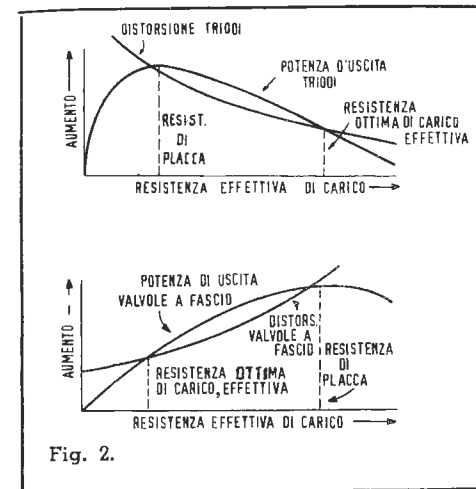 DISTORSIONE TRIODI
POTENZA D'USCITA
TRIODI
RESISTENZA
OTTIMA DI CARICO
EFFETTIVA
RESIST.
DI
PLACCA
AUMENTO
RESISTENZA EFFETTIVA DI CARICO
POTENZA DI USCITA
VALVOLE A FASCIO
DISTORS.
VALVOLE A
FASCIO
RESISTENZA
DI
PLACCA
RESISTENZA OTTIMA
DI CARICO, EFFETTIVA
AUMENTO
RESISTENZA EFFETTIVA DI CARICO
Fig. 2.